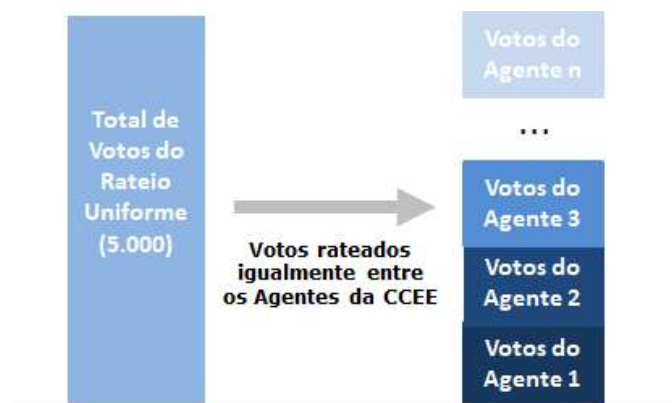 Total de
Votos do
Rateio
Uniforme
(5.000)
Votos rateados
igualmente entre
os Agentes da CCEE
Votos do
Agente n
...
Votos do
Agente 3
Votos do
Agente 2
Votos do
Agente 1